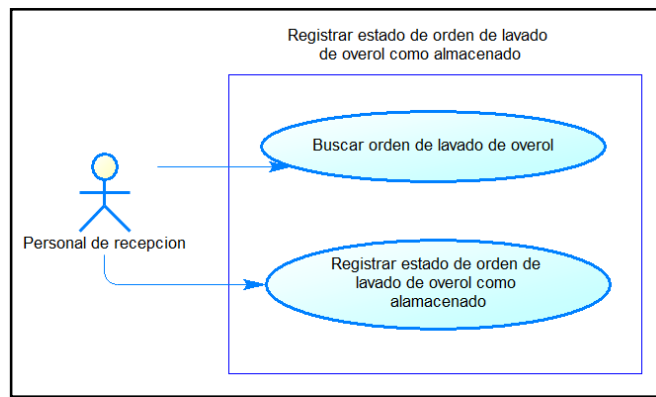 Registrar estado de orden de lavado
de overol como almacenado
Buscar orden de lavado de overol
Personal de recepcion
Registrar estado de orden de
lavado de overol como
alamacenado